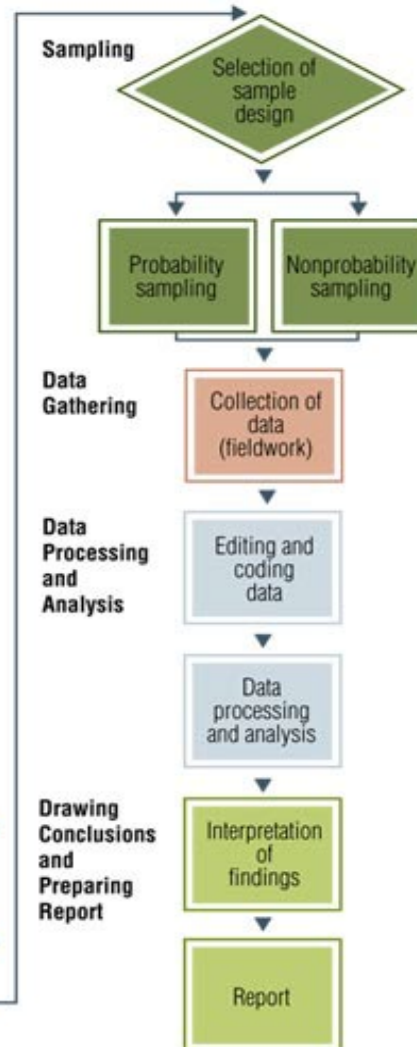 Sampling
Selection of
sample
design
Probability
sampling
Nonprobability
sampling
Data
Gathering
Collection of
data
(fieldwork)
Data
Processing
and
Analysis
Editing and
coding
data
Data
processing
and analysis
Drawing
Conclusions
and
Preparing
Report
Interpretation
of
findings
Report